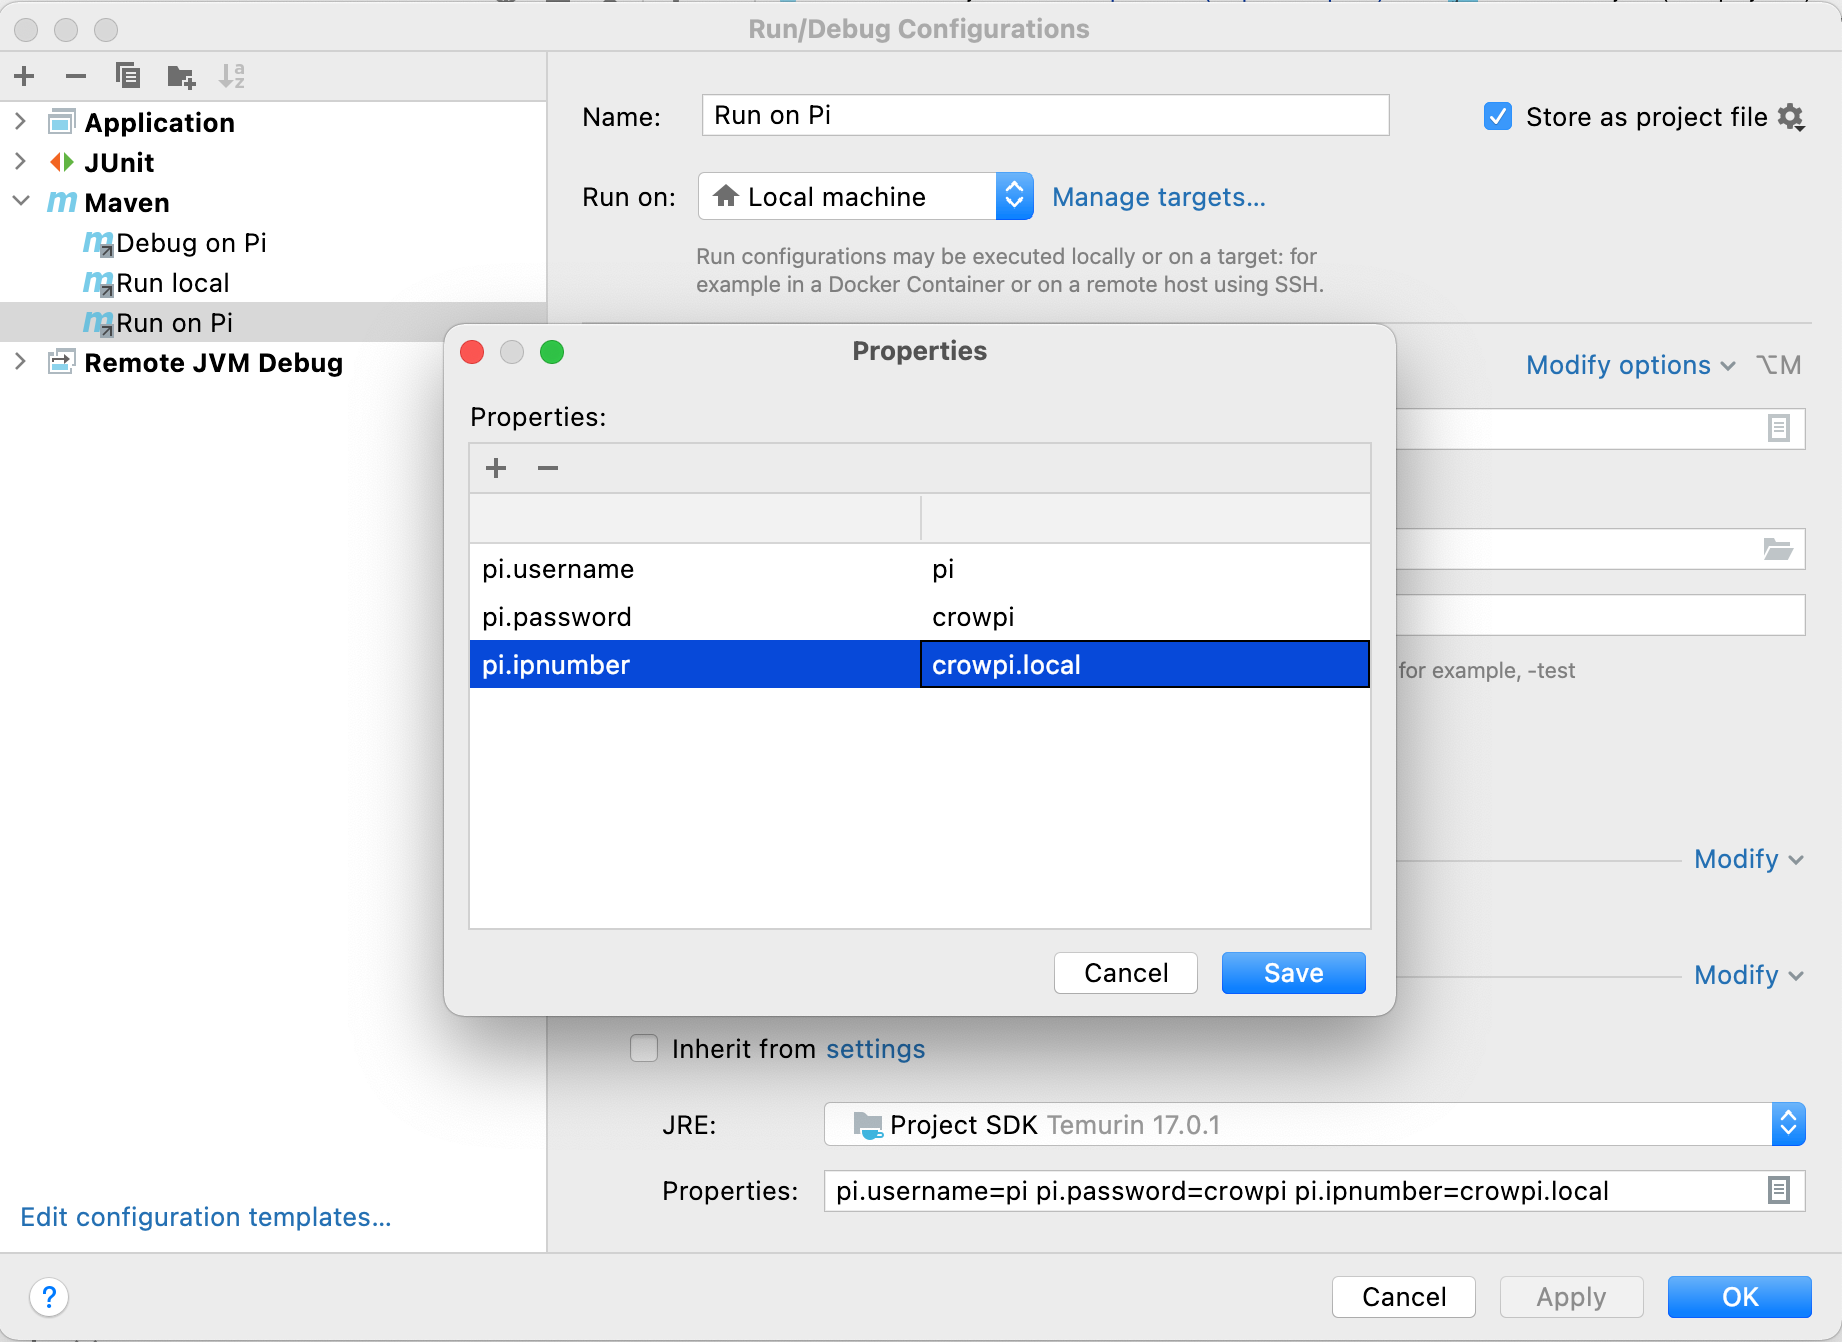 Run/Debug Configurations
Application
JUnit
Maven
Debug on Pi
Run local
Run on Pi
Remote JVM Debug
Edit configuration templates...
Name: Run on Pi
Store as project file
Run on: Local machine Manage targets...
Run configurations may be executed locally or on a target: for
example in a Docker Container or on a remote host using SSH.
Modify options ⌥M
Properties
Properties:
pi.username pi
pi.password crowpi
pi.ipnumber crowpi.local
Cancel Save
for example, -test
Modify
Modify
Inherit from settings
JRE: Project SDK Temurin 17.0.1
Properties: pi.username=pi pi.password=crowpi pi.ipnumber=crowpi.local
? Cancel Apply OK